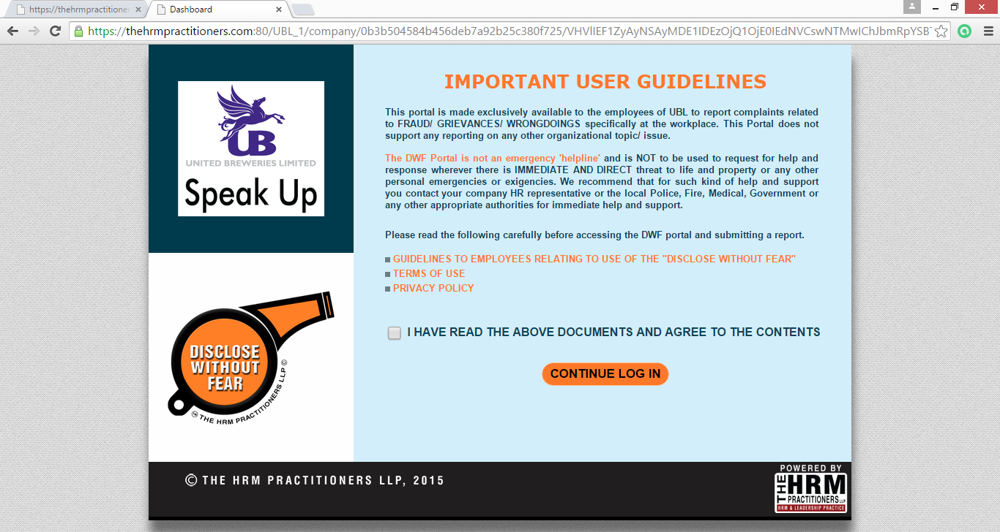 https://thehrmpractitioner
Dashboard
https://thehrmpractitioners.com:80/UBL_1/company/0b3b504584b456deb7a92b25c380f725/
IMPORTANT USER GUIDELINES
This portal is made exclusively available to the employees of UBL to report complaints related
to FRAUD/ GRIEVANCES/ WRONGDOINGS specifically at the workplace. This Portal does not
support any reporting on any other organizational topic/ issue.
The DWF Portal is not an emergency 'helpline' and is NOT to be used to request for help and
response wherever there is IMMEDIATE AND DIRECT threat to life and property or any other
personal emergencies or exigencies. We recommend that for such kind of help and support
you contact your company HR representative or the local Police, Fire, Medical, Government or
any other appropriate authorities for immediate help and support.
Please read the following carefully before accessing the DWF portal and submitting a report.
GUIDELINES TO EMPLOYEES RELATING TO USE OF THE "DISCLOSE WITHOUT FEAR"
TERMS OF USE
PRIVACY POLICY
I HAVE READ THE ABOVE DOCUMENTS AND AGREE TO THE CONTENTS
CONTINUE LOG IN
UB
UNITED BREWERIES LIMITED
Speak Up
DISCLOSE
WITHOUT
FEAR
™ THE HRM PRACTITIONERS LLP ©
© THE HRM PRACTITIONERS LLP, 2015
POWERED BY
THE HRM
PRACTITIONERS LLP
HRM & LEADERSHIP PRACTICE